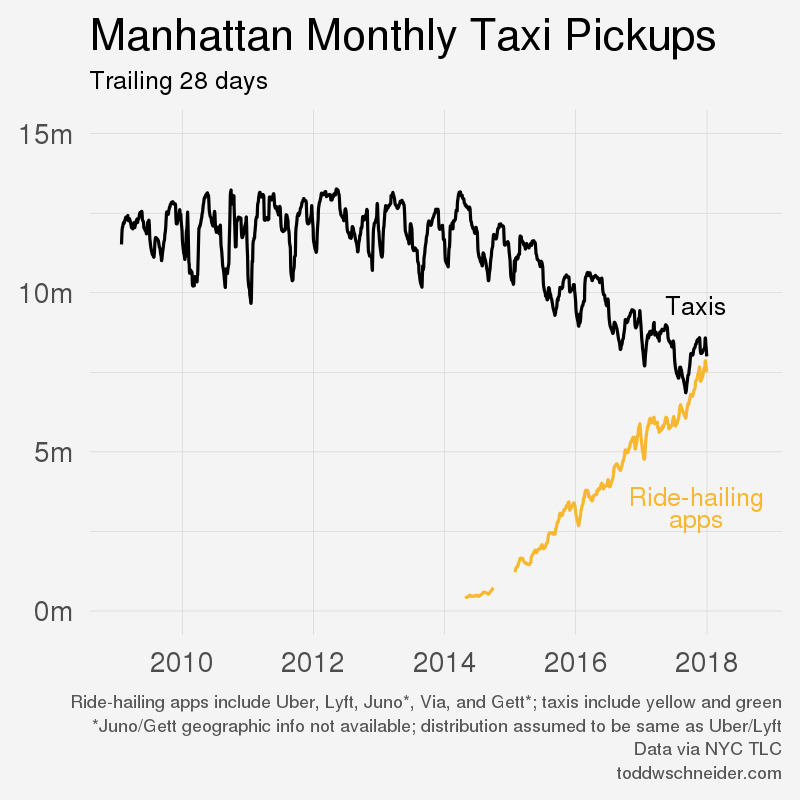 Manhattan Monthly Taxi Pickups
Trailing 28 days
15m
10m
5m
0m
Taxis
Ride-hailing
apps
2010 2012 2014 2016 2018
Ride-hailing apps include Uber, Lyft, Juno*, Via, and Gett*; taxis include yellow and green
*Juno/Gett geographic info not available; distribution assumed to be same as Uber/Lyft
Data via NYC TLC
toddwschneider.com